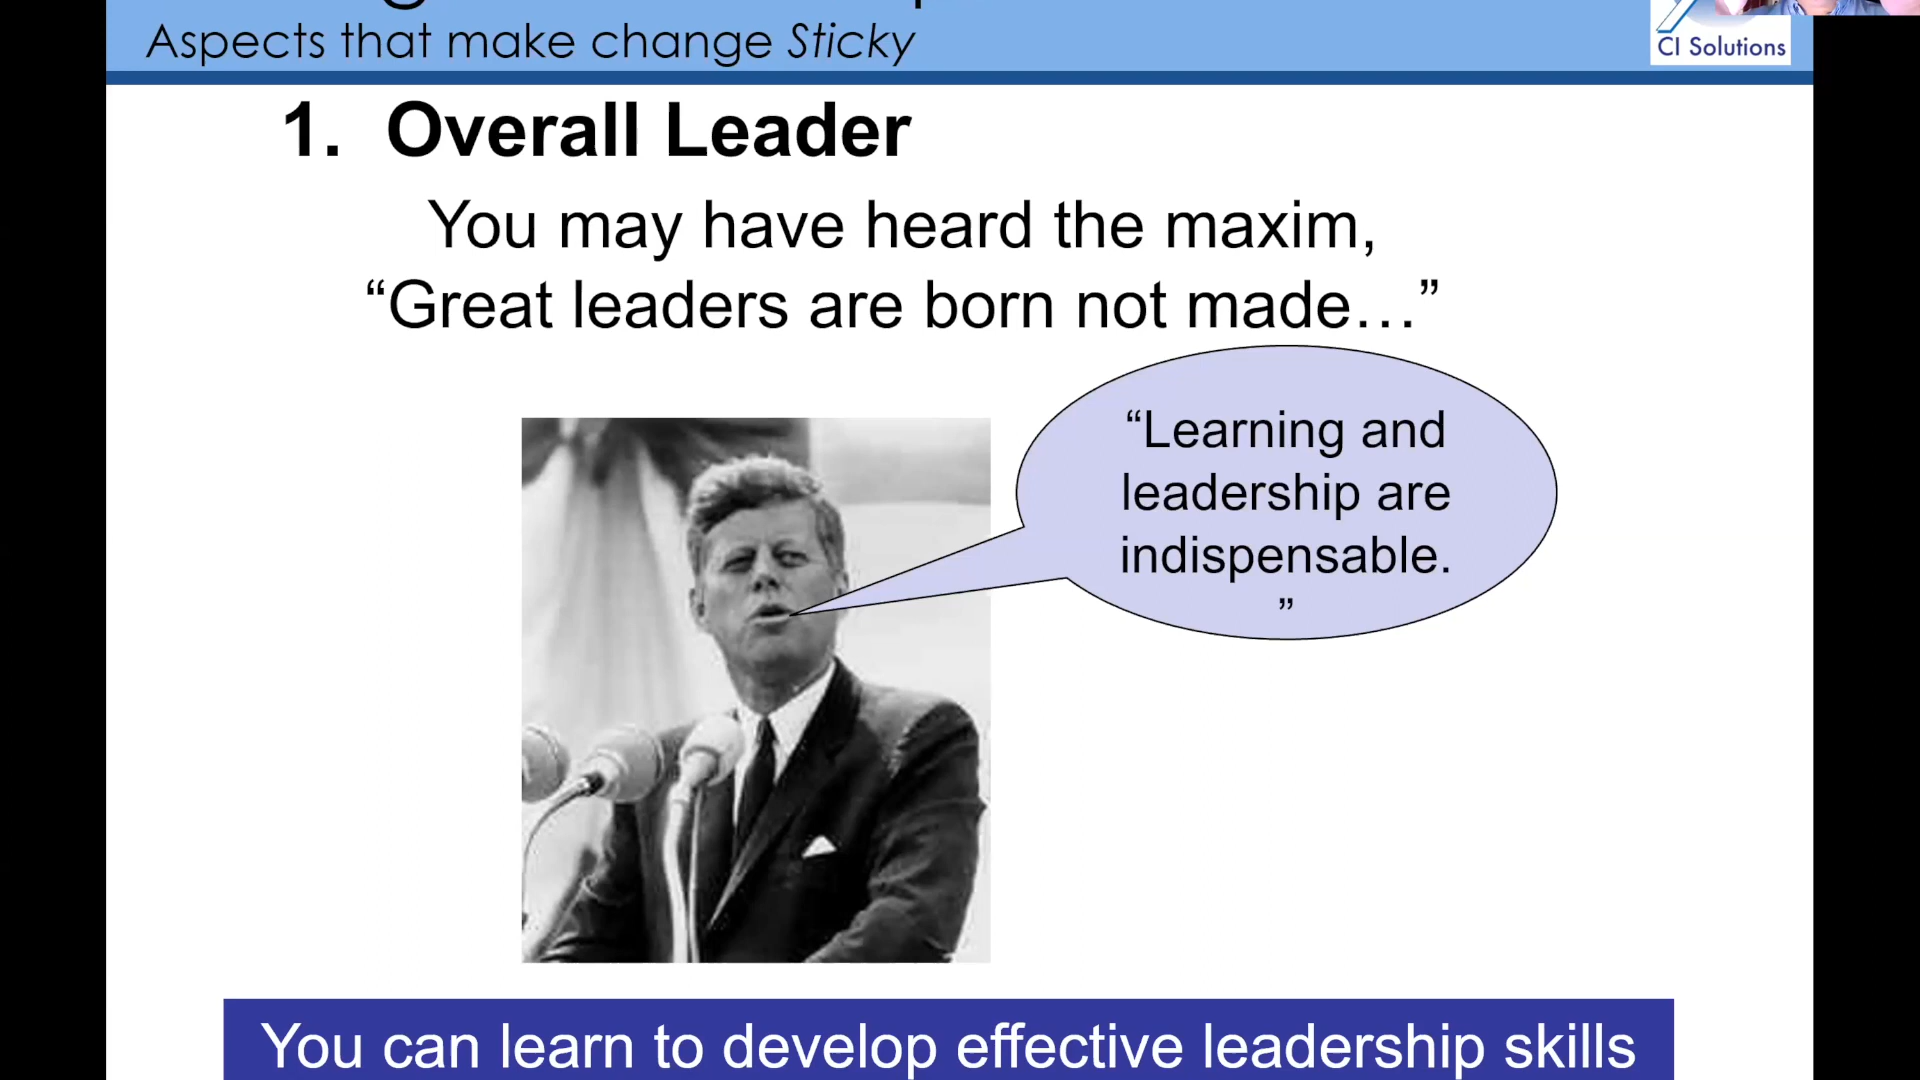 Aspects that make change Sticky
CI Solutions
1. Overall Leader
You may have heard the maxim,
“Great leaders are born not made…”
“Learning and
leadership are
indispensable.
”
You can learn to develop effective leadership skills